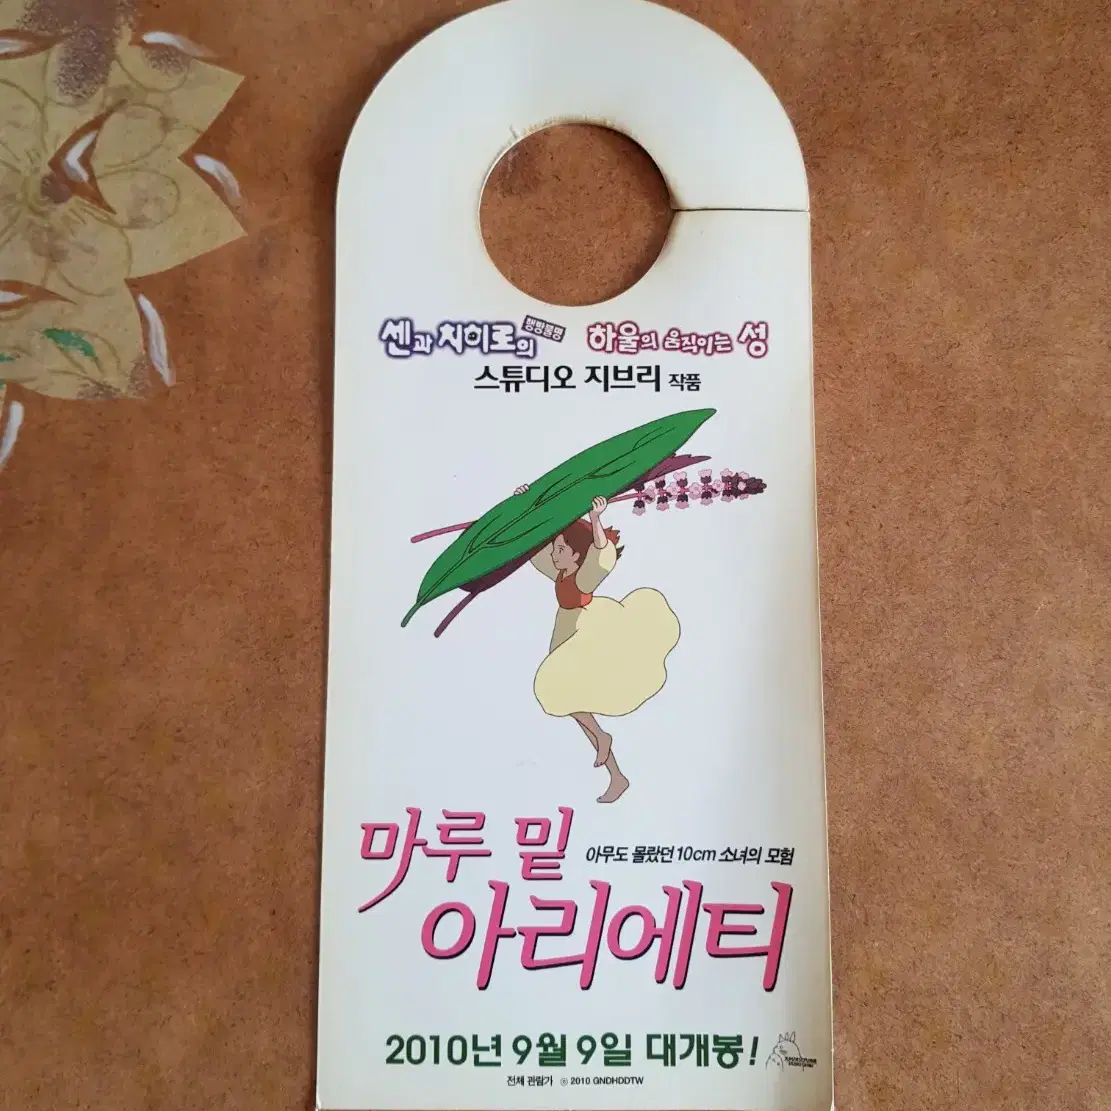 센과 치히로의 행방불명 하울의 움직이는 성
스튜디오 지브리 작품
마루 밑
아무도 몰랐던 10cm 소녀의 모험
아리에티
2010년 9월 9일 대개봉!
전체 관람가 ⓒ 2010 GNDHDDTW